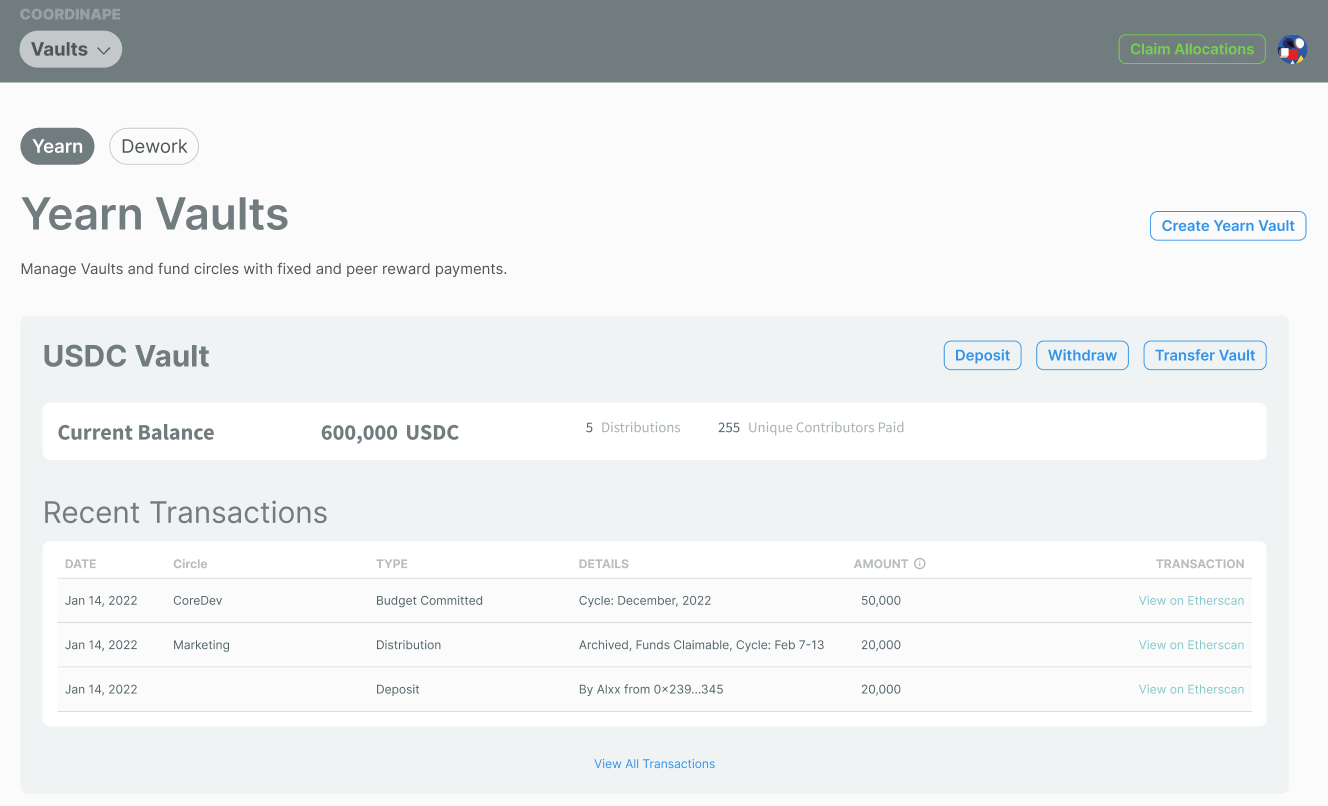 COORDINAPE
Vaults
Claim Allocations
Yearn Dework
Yearn Vaults
Create Yearn Vault
Manage Vaults and fund circles with fixed and peer reward payments.
USDC Vault
Deposit Withdraw Transfer Vault
Current Balance 600,000 USDC 5 Distributions 255 Unique Contributors Paid
Recent Transactions
DATE Circle TYPE DETAILS AMOUNT TRANSACTION
Jan 14, 2022 CoreDev Budget Committed Cycle: December, 2022 50,000 View on Etherscan
Jan 14, 2022 Marketing Distribution Archived, Funds Claimable, Cycle: Feb 7-13 20,000 View on Etherscan
Jan 14, 2022 Deposit By Alxx from 0×239...345 20,000 View on Etherscan
View All Transactions